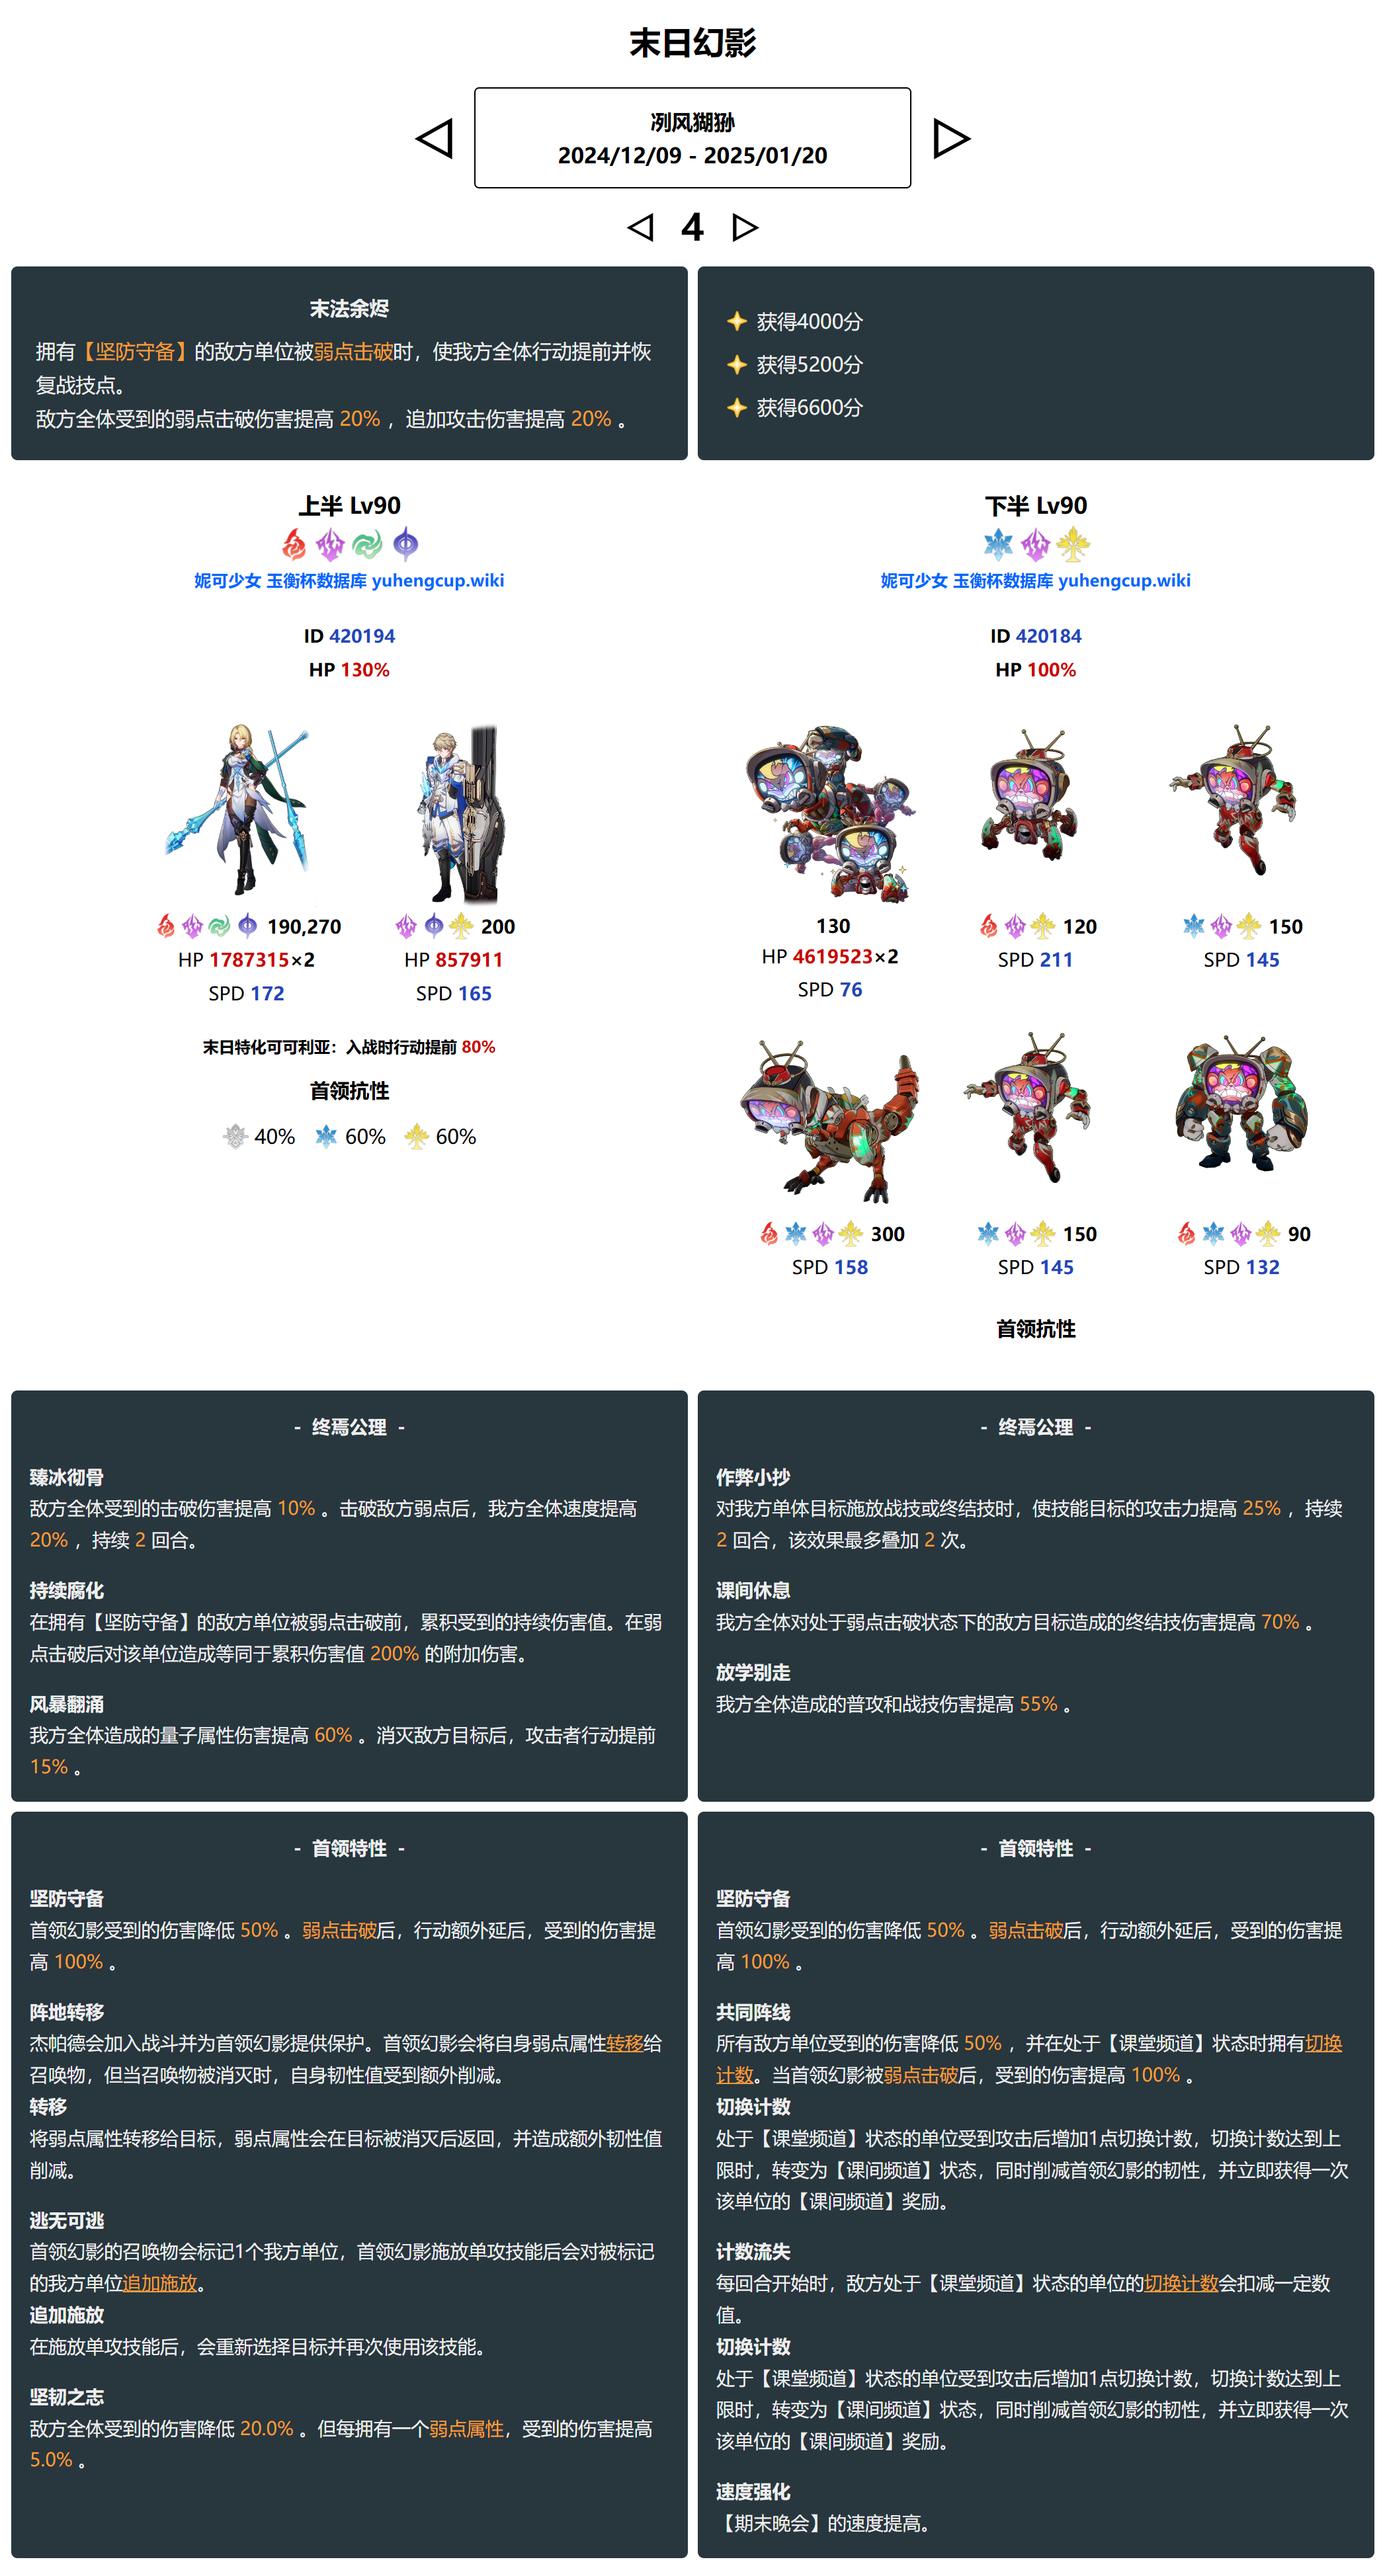 末日幻影
冽风猢狲
2024/12/09 - 2025/01/20
4
末法余烬
拥有【坚防守备】的敌方单位被弱点击破时，使我方全体行动提前并恢
复战技点。
敌方全体受到的弱点击破伤害提高 20% ，追加攻击伤害提高 20% 。
获得4000分
获得5200分
获得6600分
上半 Lv90
妮可少女 玉衡杯数据库 yuhengcup.wiki
ID 420194
HP 130%
190,270
HP 1787315×2
SPD 172
200
HP 857911
SPD 165
末日特化可可利亚：入战时行动提前 80%
首领抗性
40% 60% 60%
下半 Lv90
妮可少女 玉衡杯数据库 yuhengcup.wiki
ID 420184
HP 100%
130
HP 4619523×2
SPD 76
120
SPD 211
150
SPD 145
300
SPD 158
150
SPD 145
90
SPD 132
首领抗性
- 终焉公理 -
臻冰彻骨
敌方全体受到的击破伤害提高 10% 。击破敌方弱点后，我方全体速度提高
20% ，持续 2 回合。
持续腐化
在拥有【坚防守备】的敌方单位被弱点击破前，累积受到的持续伤害值。在弱
点击破后对该单位造成等同于累积伤害值 200% 的附加伤害。
风暴翻涌
我方全体造成的量子属性伤害提高 60% 。消灭敌方目标后，攻击者行动提前
15% 。
- 终焉公理 -
作弊小抄
对我方单体目标施放战技或终结技时，使技能目标的攻击力提高 25% ，持续
2 回合，该效果最多叠加 2 次。
课间休息
我方全体对处于弱点击破状态下的敌方目标造成的终结技伤害提高 70% 。
放学别走
我方全体造成的普攻和战技伤害提高 55% 。
- 首领特性 -
坚防守备
首领幻影受到的伤害降低 50% 。弱点击破后，行动额外延后，受到的伤害提
高 100% 。
阵地转移
杰帕德会加入战斗并为首领幻影提供保护。首领幻影会将自身弱点属性转移给
召唤物，但当召唤物被消灭时，自身韧性值受到额外削减。
转移
将弱点属性转移给目标，弱点属性会在目标被消灭后返回，并造成额外韧性值
削减。
逃无可逃
首领幻影的召唤物会标记1个我方单位，首领幻影施放单攻技能后会对被标记
的我方单位追加施放。
追加施放
在施放单攻技能后，会重新选择目标并再次使用该技能。
坚韧之志
敌方全体受到的伤害降低 20.0% 。但每拥有一个弱点属性，受到的伤害提高
5.0% 。
- 首领特性 -
坚防守备
首领幻影受到的伤害降低 50% 。弱点击破后，行动额外延后，受到的伤害提
高 100% 。
共同阵线
所有敌方单位受到的伤害降低 50% ，并在处于【课堂频道】状态时拥有切换
计数。当首领幻影被弱点击破后，受到的伤害提高 100% 。
切换计数
处于【课堂频道】状态的单位受到攻击后增加1点切换计数，切换计数达到上
限时，转变为【课间频道】状态，同时削减首领幻影的韧性，并立即获得一次
该单位的【课间频道】奖励。
计数流失
每回合开始时，敌方处于【课堂频道】状态的单位的切换计数会扣减一定数
值。
切换计数
处于【课堂频道】状态的单位受到攻击后增加1点切换计数，切换计数达到上
限时，转变为【课间频道】状态，同时削减首领幻影的韧性，并立即获得一次
该单位的【课间频道】奖励。
速度强化
【期末晚会】的速度提高。